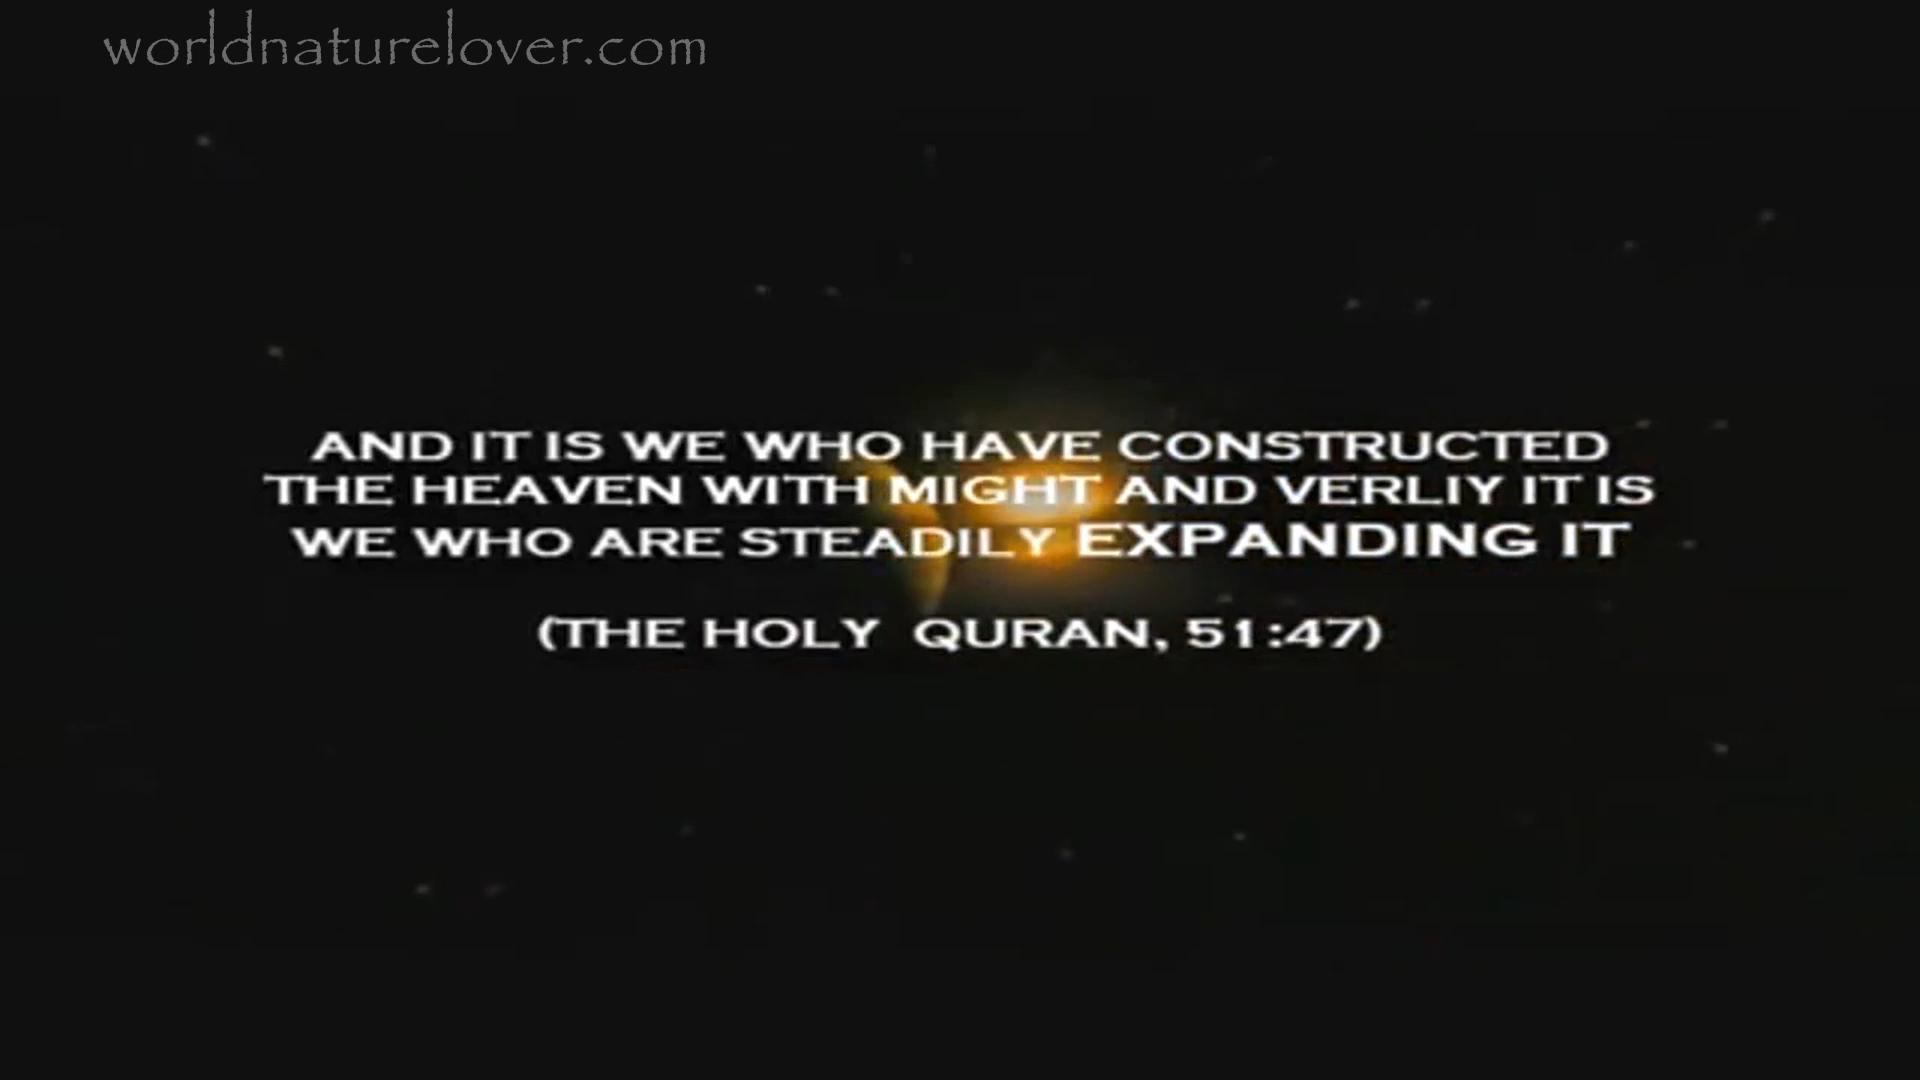 worldnaturelover.com
AND IT IS WE WHO HAVE CONSTRUCTED
THE HEAVEN WITH MIGHT AND VERLIY IT IS
WE WHO ARE STEADILY EXPANDING IT
(THE HOLY QURAN, 51:47)